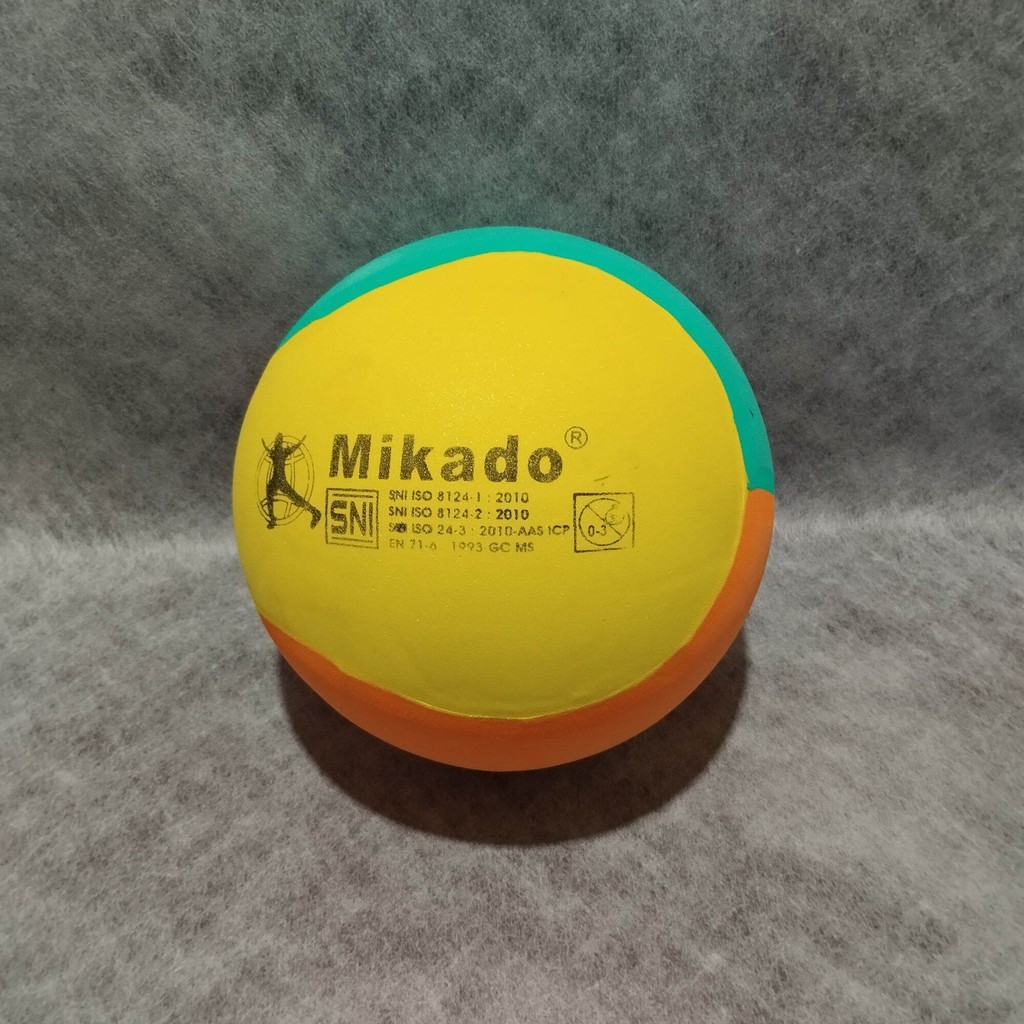 Mikado®
SNI
SNI ISO 8124-1 : 2010
SNI ISO 8124-2 : 2010
ISO 24-3 : 2010-AAS ICP
EN 71-6 1993 GC MS
0-3